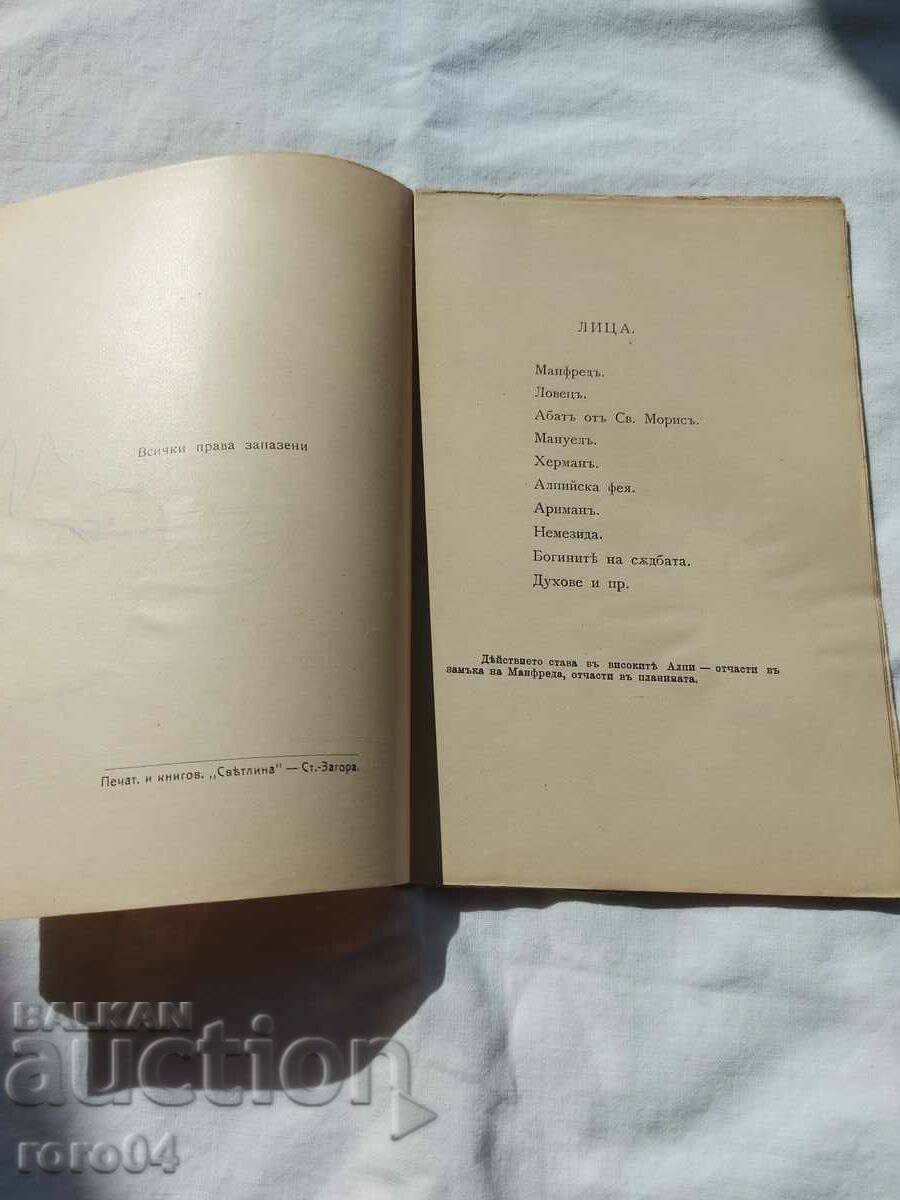 Всички права запазени
Печат. и книгов. „Свѣтлина" — Ст.-Загора.
ЛИЦА.
Манфредъ.
Ловецъ.
Абатъ отъ Св. Морисъ.
Мануелъ.
Херманъ.
Алпийска фея.
Ариманъ.
Немезида.
Богинитѣ на сѫдбата.
Духове и пр.
Дѣйствието става въ високитѣ Алпи — отчасти въ
замъка на Манфреда, отчасти въ планината.
BALKAN
auction
roro04